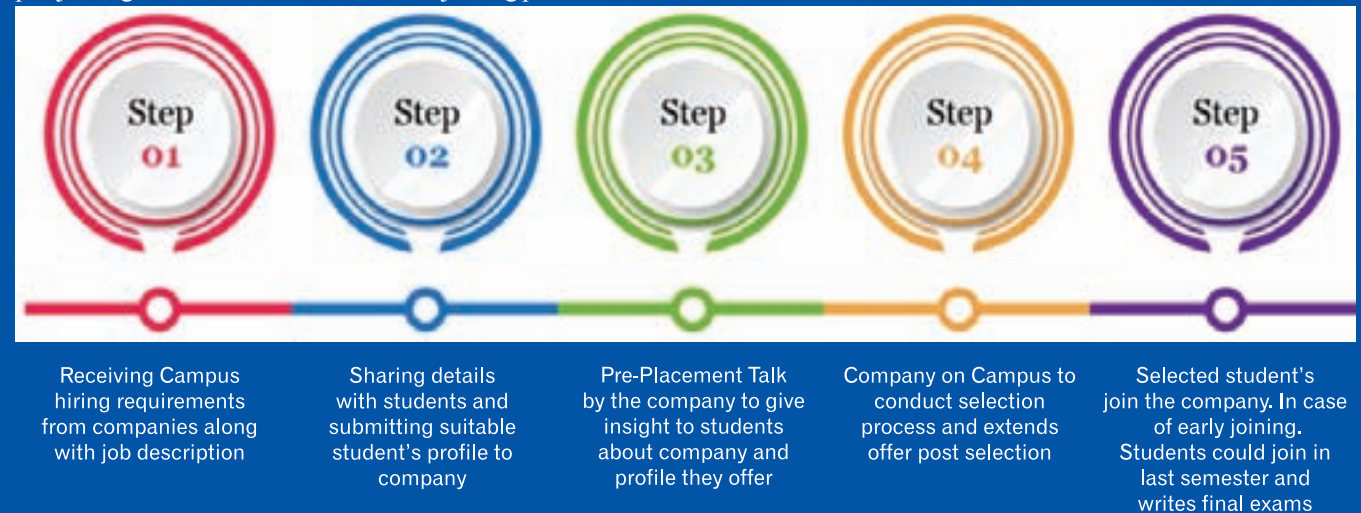 Step
01
Step
02
Step
03
Step
04
Step
05
Receiving Campus
hiring requirements
from companies along
with job description
Sharing details
with students and
submitting suitable
student's profile to
company
Pre-Placement Talk
by the company to give
insight to students
about company and
profile they offer
Company on Campus to
conduct selection
process and extends
offer post selection
Selected student's
join the company. In case
of early joining.
Students could join in
last semester and
writes final exams